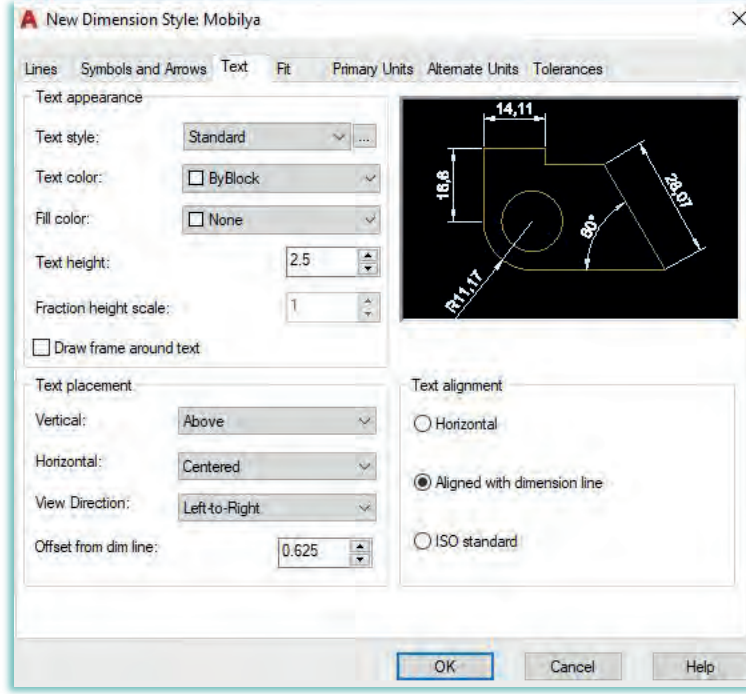 New Dimension Style: Mobilya
Lines Symbols and Arrows Text Fit Primary Units Alternate Units Tolerances
Text appearance
Text style: Standard ...
Text color: ByBlock
Fill color: None
Text height: 2.5
Fraction height scale: 1
Draw frame around text
14,11
16,6
28,07
60°
R11,17
Text placement
Vertical: Above
Horizontal: Centered
View Direction: Left-to-Right
Offset from dim line: 0.625
Text alignment
Horizontal
Aligned with dimension line
ISO standard
OK Cancel Help